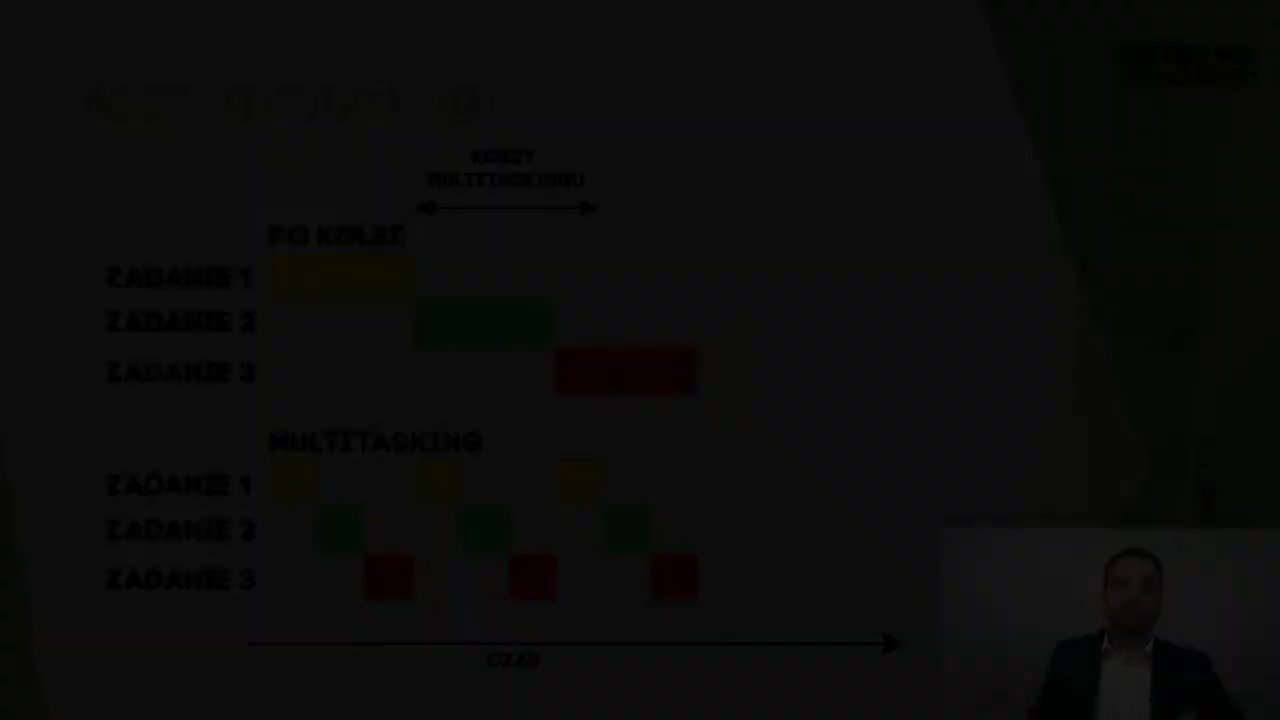 KOSZT
MULTITASKINGU
PO KOLEI
ZADANIE 1
ZADANIE 2
ZADANIE 3
MULTITASKING
ZADANIE 1
ZADANIE 2
ZADANIE 3
CZAS